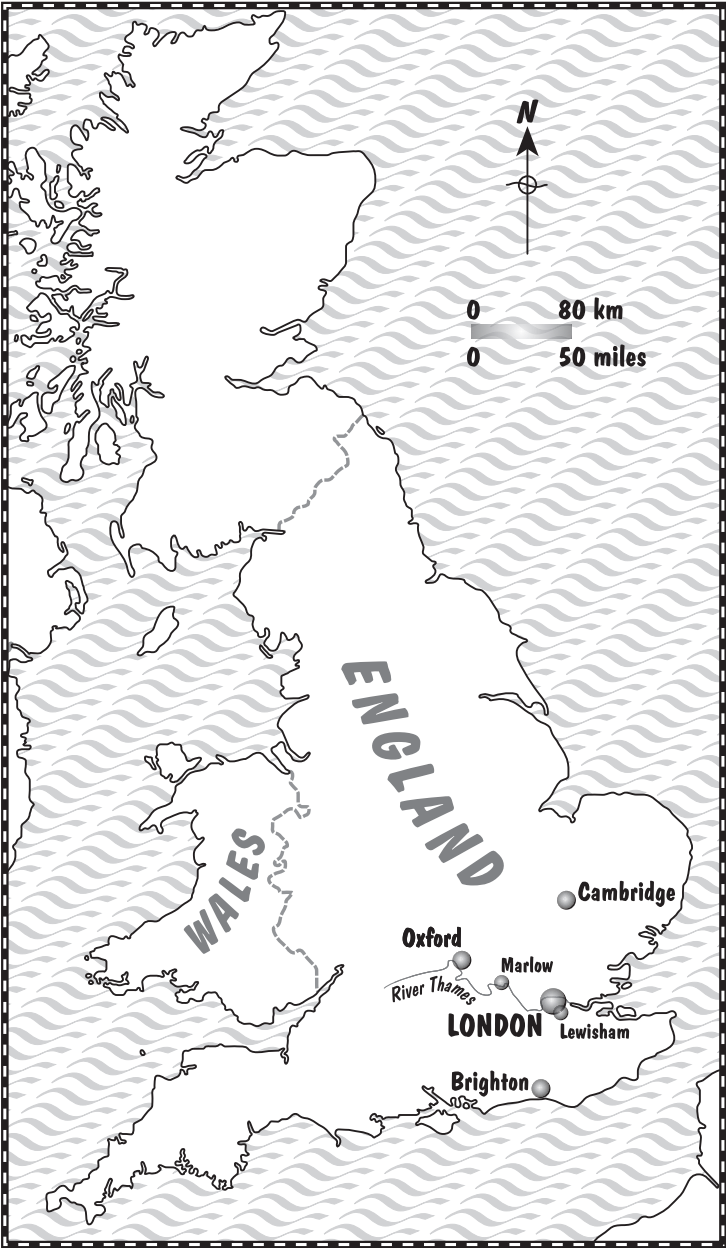 N
0 80 km
0 50 miles
ENGLAND
WALES
Cambridge
Oxford
Marlow
River Thames
LONDON
Lewisham
Brighton